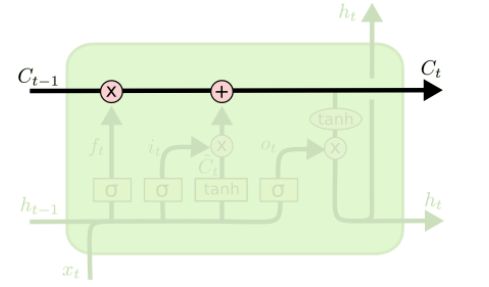 h_t
C_{t-1} x + C_t
tanh
f_t i_t x o_t x
C̃_t
σ σ tanh σ
h_{t-1} h_t
x_t